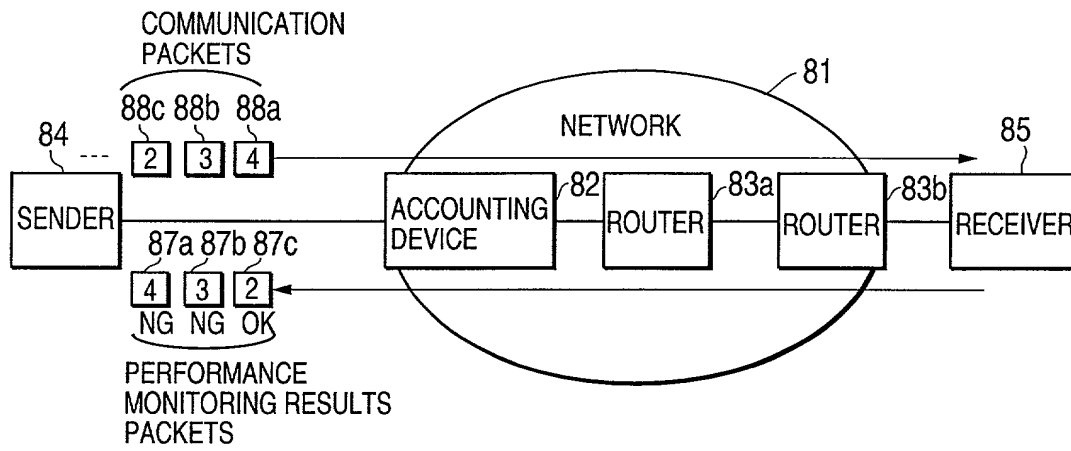 COMMUNICATION
PACKETS
81
88c 88b 88a
84
NETWORK
85
---
2 3 4
82
83a
83b
SENDER
ACCOUNTING
DEVICE
ROUTER
ROUTER
RECEIVER
87a 87b 87c
4 3 2
NG NG OK
PERFORMANCE
MONITORING RESULTS
PACKETS